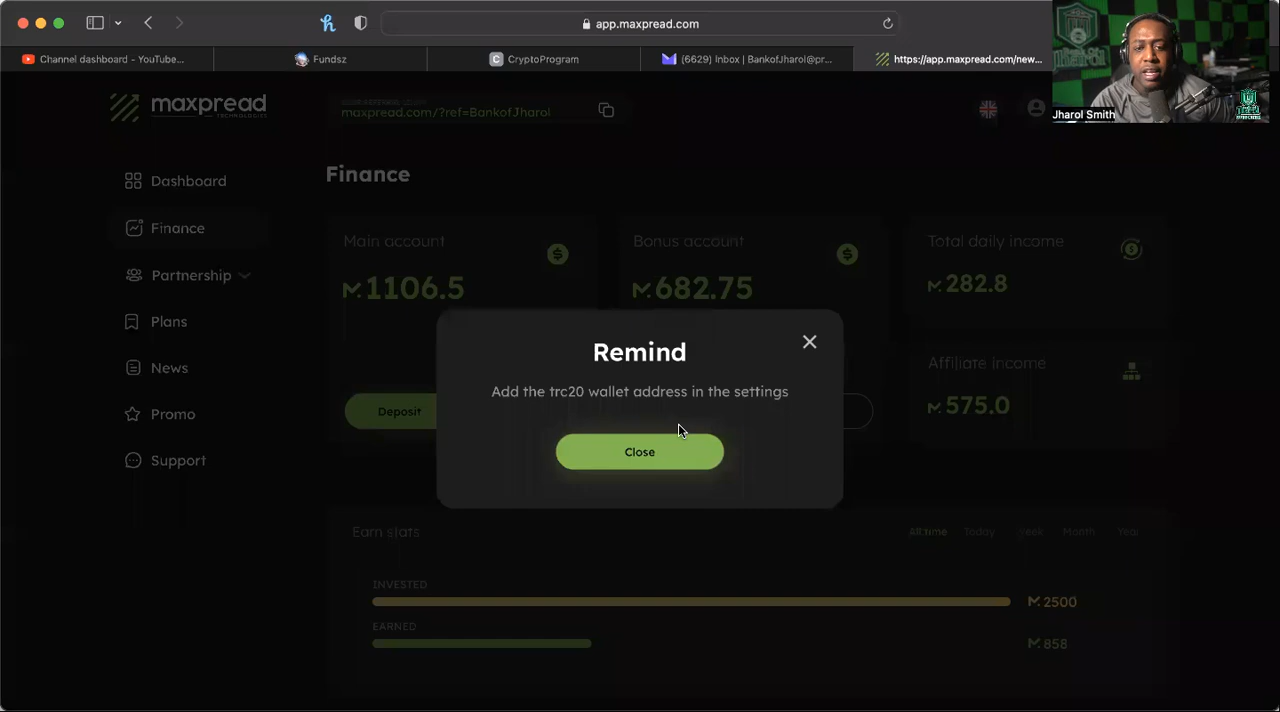 app.maxpread.com
Channel dashboard - YouTube...
Fundsz
C CryptoProgram
(6629) Inbox | BankofJharol@pr...
https://app.maxpread.com/new...
Jharol Smith
maxpread
TECHNOLOGIES
maxpread.com/?ref=BankofJharol
Dashboard
Finance
Partnership
Plans
News
Promo
Support
Finance
Main account
1106.5
Deposit
Bonus account
682.75
Total daily income
282.8
Affiliate income
575.0
Remind
Add the trc20 wallet address in the settings
Close
Earn stats
All time
Today
Week
Month
Year
INVESTED
2500
EARNED
858